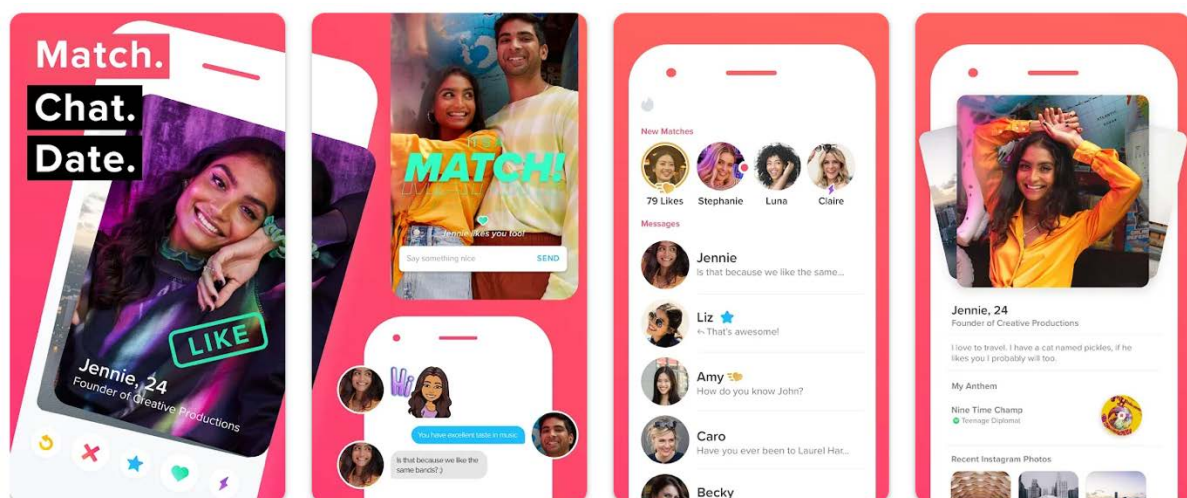 Match.
Chat.
Date.
LIKE
Jennie, 24
Founder of Creative Productions
IT'S A
MATCH!
Jennie likes you too!
Say something nice
SEND
Hi
You have excellent taste in music
Is that because we like the
same bands? ;)
New Matches
79 Likes
Stephanie
Luna
Claire
Messages
Jennie
Is that because we like the same...
Liz
That's awesome!
Amy
How do you know John?
Caro
Have you ever been to Laurel Har...
Becky
Jennie, 24
Founder of Creative Productions
I love to travel. I have a cat named pickles, if he
likes you I probably will too.
My Anthem
Nine Time Champ
Teenage Diplomat
Recent Instagram Photos